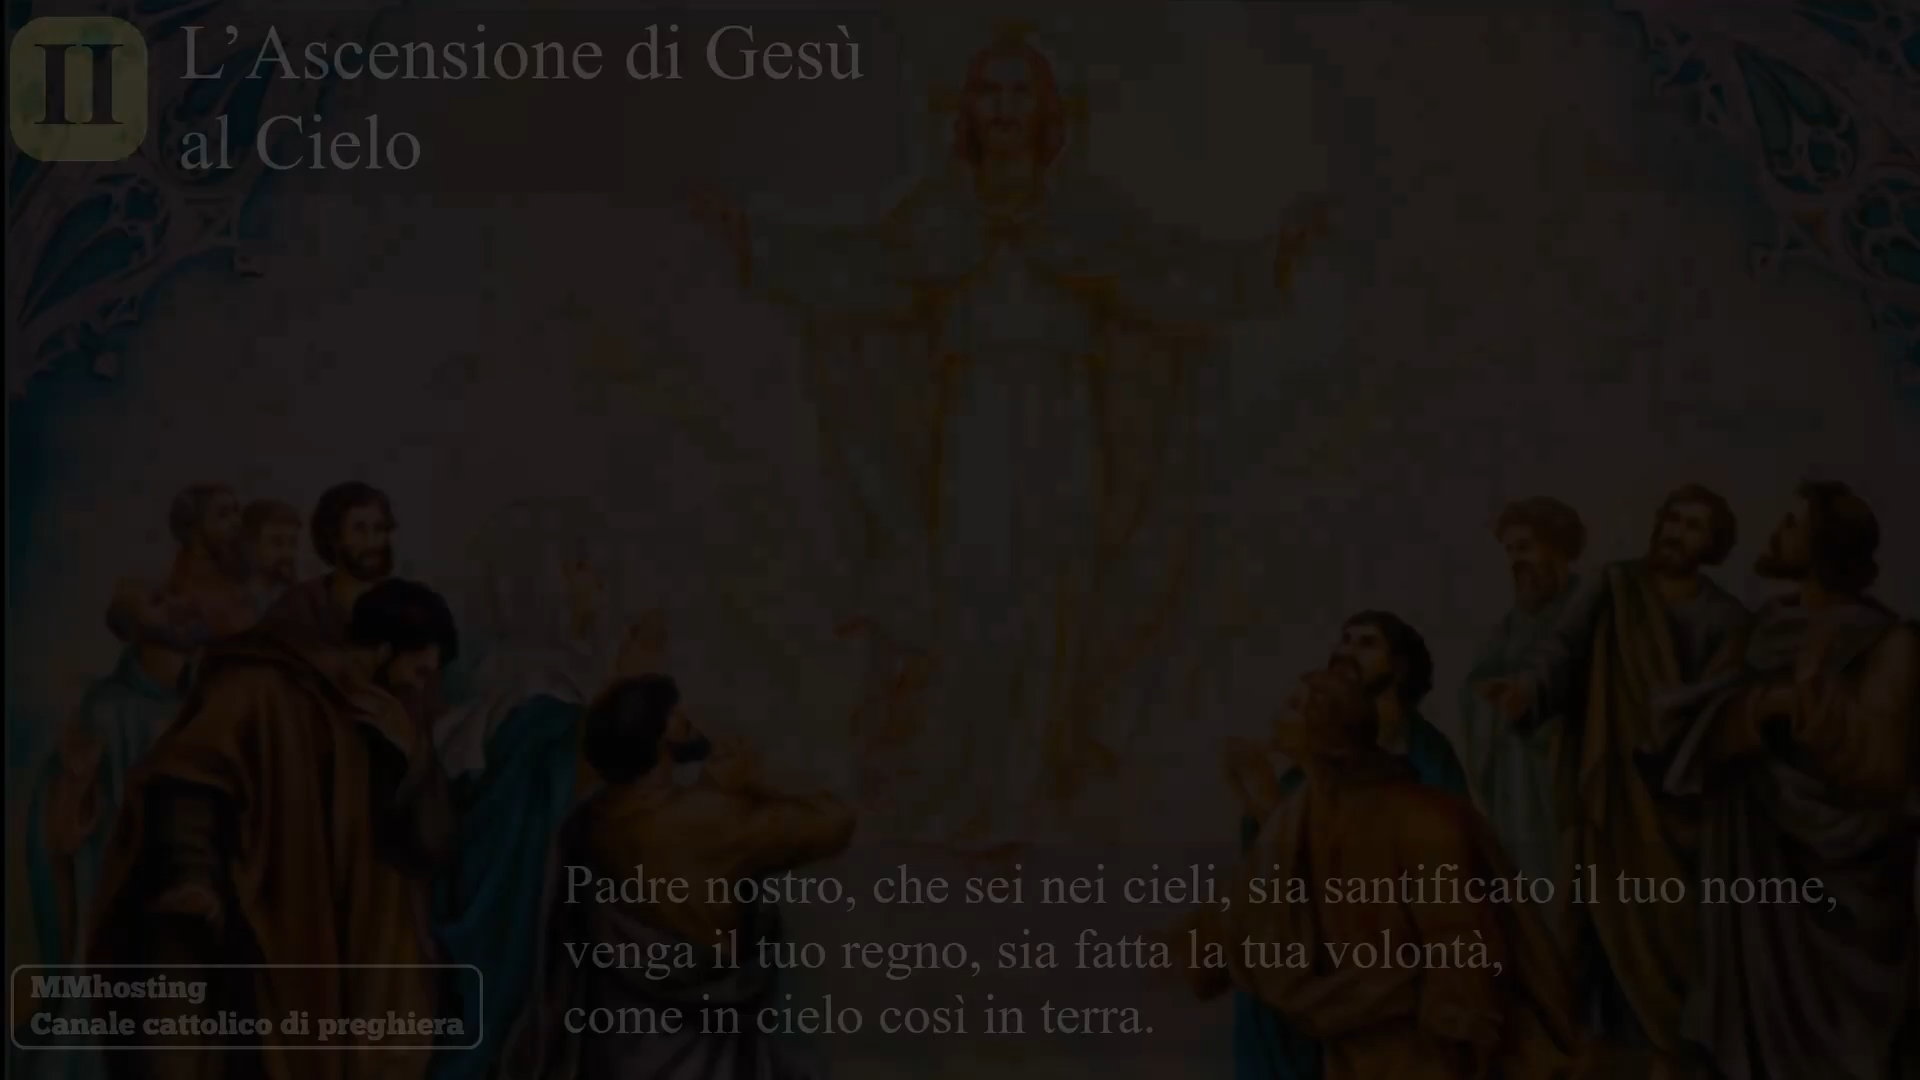 II
L’Ascensione di Gesù
al Cielo
Padre nostro, che sei nei cieli, sia santificato il tuo nome,
venga il tuo regno, sia fatta la tua volontà,
come in cielo così in terra.
MMhosting
Canale cattolico di preghiera